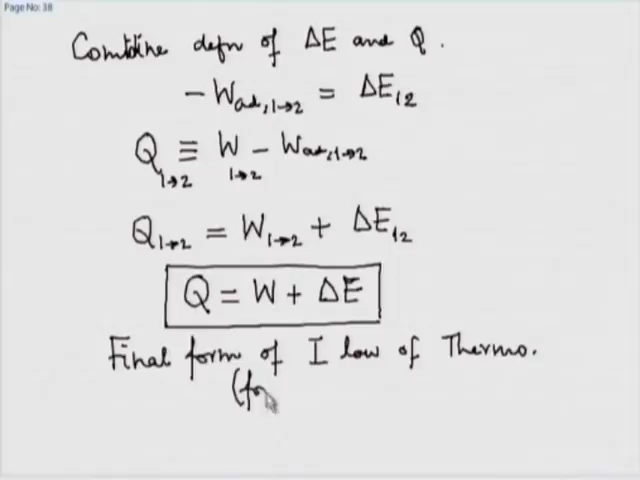 Page No: 38
Combine defn of ΔE and Q.
- Wad,1→2 = ΔE12
Q1→2 ≡ W1→2 - Wad,1→2
Q1→2 = W1→2 + ΔE12
Q = W + ΔE
Final form of I law of Thermo.
(fo